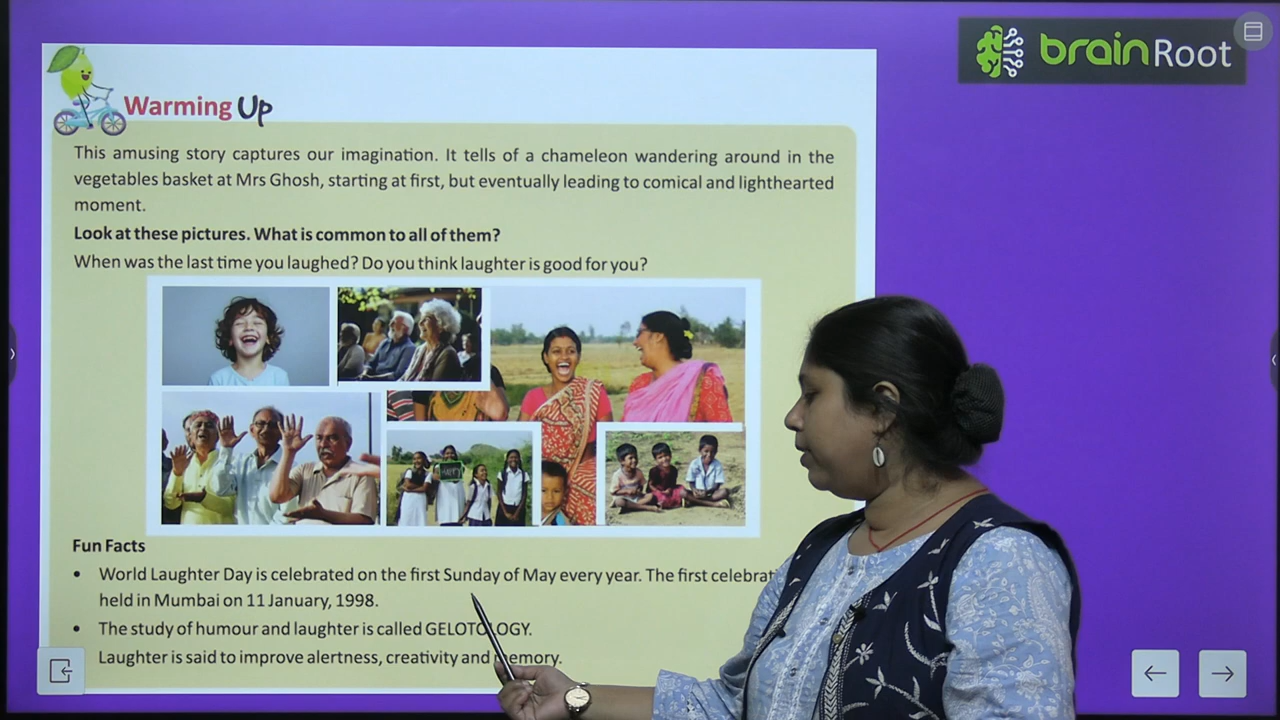 brainRoot
Warming Up
This amusing story captures our imagination. It tells of a chameleon wandering around in the
vegetables basket at Mrs Ghosh, starting at first, but eventually leading to comical and lighthearted
moment.
Look at these pictures. What is common to all of them?
When was the last time you laughed? Do you think laughter is good for you?
HAPPY
Fun Facts
• World Laughter Day is celebrated on the first Sunday of May every year. The first
held in Mumbai on 11 January, 1998.
• The study of humour and laughter is called GELOTOLOGY.
Laughter is said to improve alertness, creativity and memory.